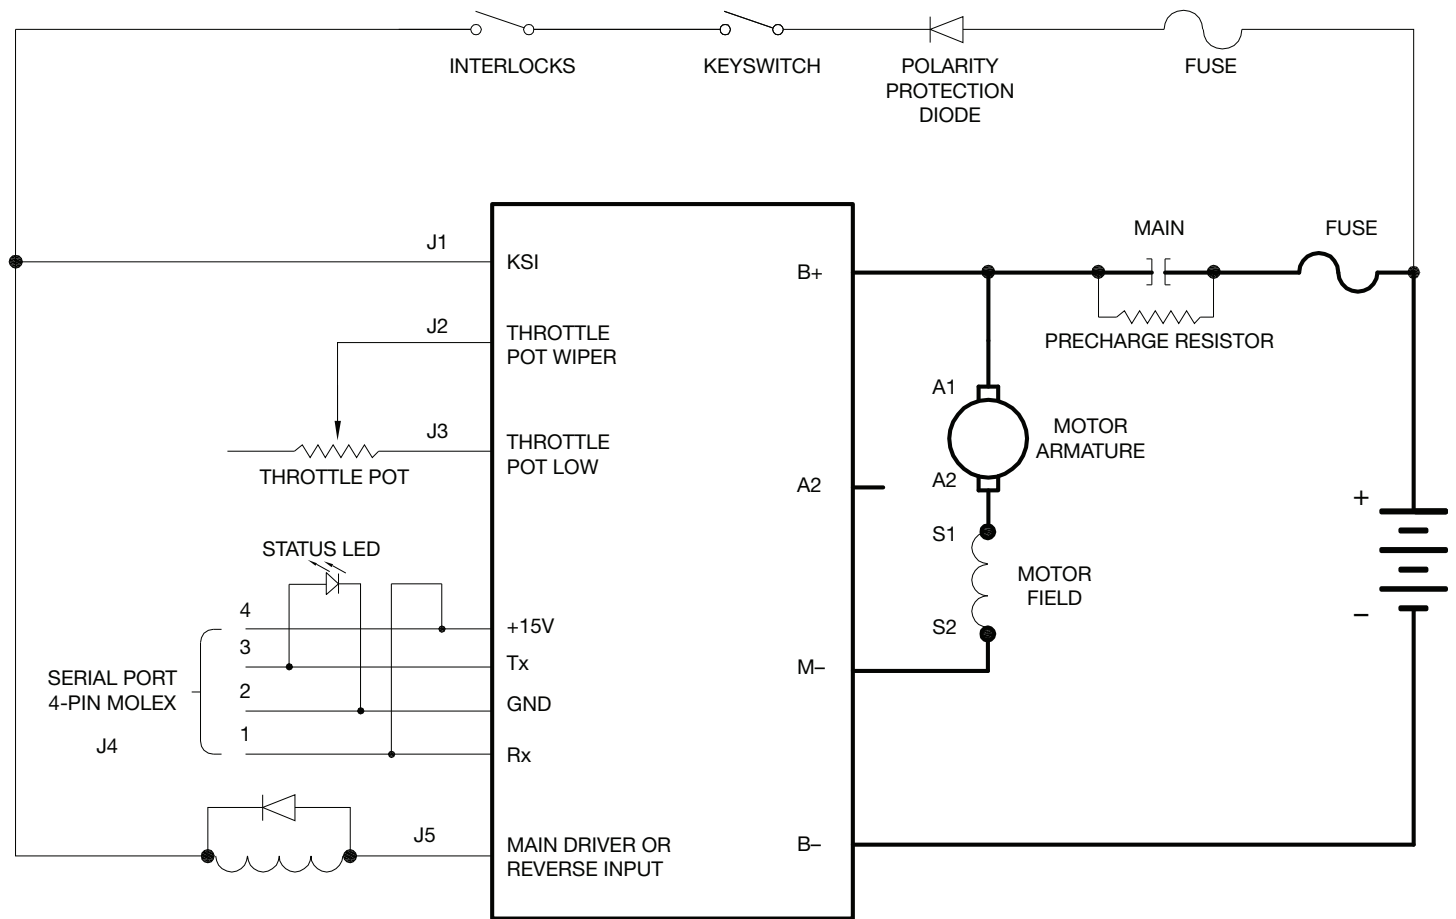 INTERLOCKS
KEYSWITCH
POLARITY
PROTECTION
DIODE
FUSE
J1
KSI
J2
THROTTLE
POT WIPER
J3
THROTTLE
POT LOW
THROTTLE POT
STATUS LED
4
+15V
3
Tx
2
GND
1
Rx
SERIAL PORT
4-PIN MOLEX
J4
J5
MAIN DRIVER OR
REVERSE INPUT
B+
A2
M–
B–
MAIN
FUSE
PRECHARGE RESISTOR
A1
MOTOR
ARMATURE
A2
S1
MOTOR
FIELD
S2
+
–